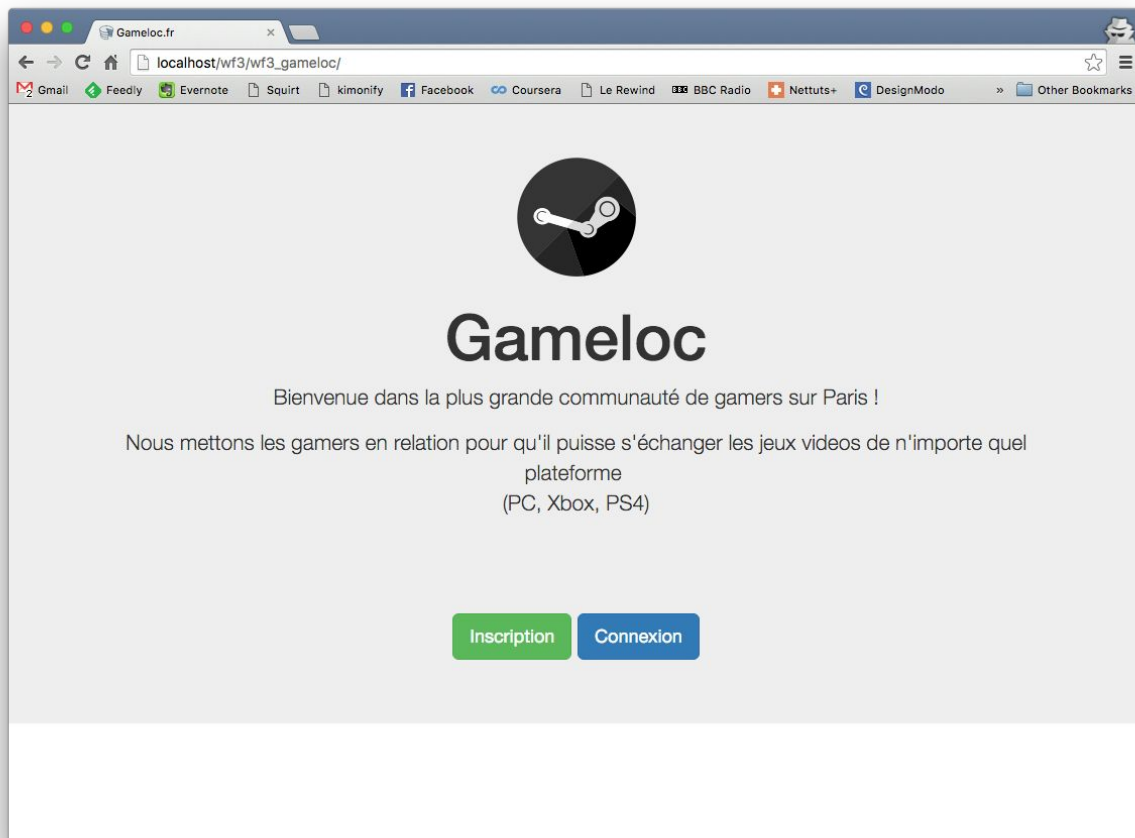 Gameloc.fr
localhost/wf3/wf3_gameloc/
Gmail Feedly Evernote Squirt kimonify Facebook Coursera Le Rewind BBC BBC Radio Nettuts+ DesignModo » Other Bookmarks
Gameloc
Bienvenue dans la plus grande communauté de gamers sur Paris !
Nous mettons les gamers en relation pour qu'il puisse s'échanger les jeux videos de n'importe quel
plateforme
(PC, Xbox, PS4)
Inscription Connexion